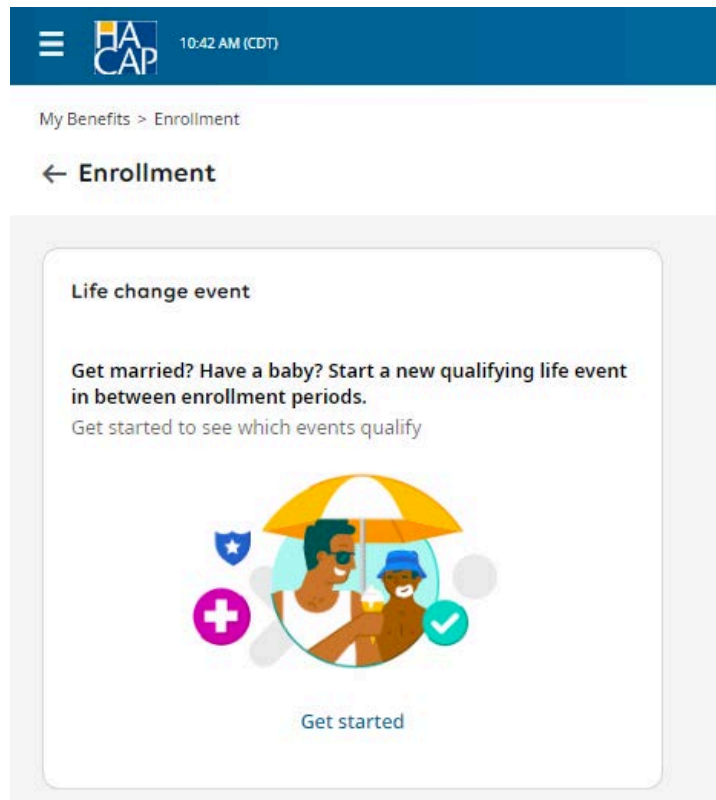 HA
CAP
10:42 AM (CDT)
My Benefits > Enrollment
← Enrollment
Life change event
Get married? Have a baby? Start a new qualifying life event
in between enrollment periods.
Get started to see which events qualify
Get started